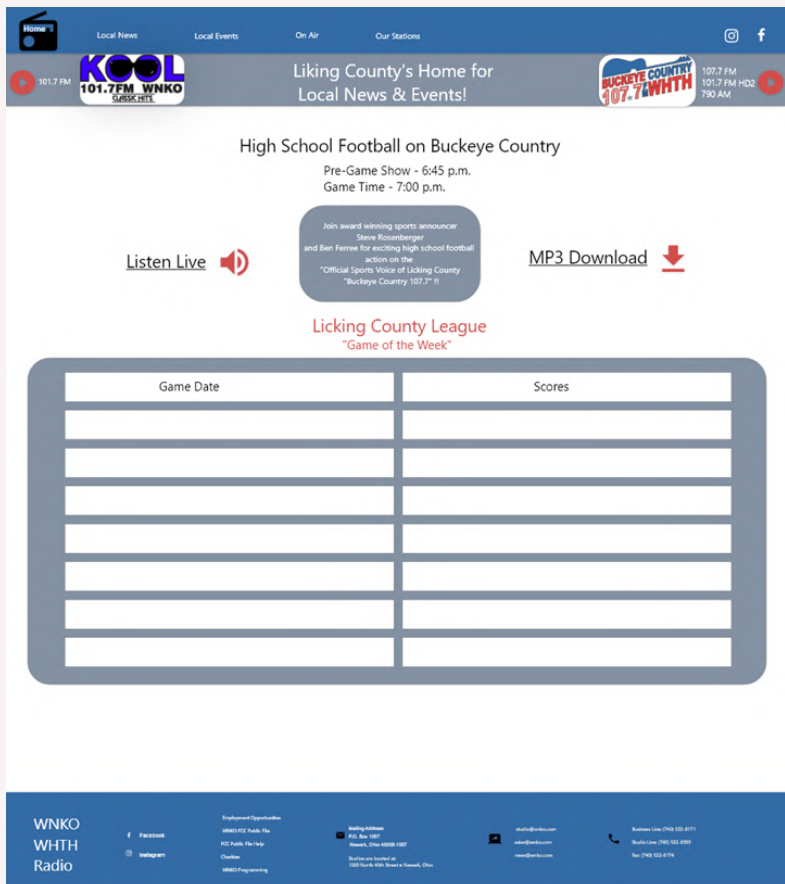 Home
Local News
Local Events
On Air
Our Stations
101.7 FM
KOOL
101.7FM WNKO
CLASSIC HITS
Liking County's Home for
Local News & Events!
BUCKEYE COUNTRY
107.7 WHTH
107.7 FM
101.7 FM HD2
790 AM
High School Football on Buckeye Country
Pre-Game Show - 6:45 p.m.
Game Time - 7:00 p.m.
Join award winning sports announcer
Steve Rosenberger
and Ben Ferree for exciting high school football
action on the
"Official Sports Voice of Licking County
"Buckeye Country 107.7" !!
Listen Live
MP3 Download
Licking County League
"Game of the Week"
Game Date
Scores
WNKO
WHTH
Radio
Facebook
Instagram
Employment Opportunities
WNKO FCC Public File
FCC Public File Help
Charities
WNKO Programming
Mailing Address
P.O. Box 1057
Newark, Ohio 43058-1057
Studios are located at:
1000 North 40th Street Newark, Ohio
studio@wnko.com
sales@wnko.com
news@wnko.com
Business Line: (740) 522-8171
Studio Line: (740)
Fax: (740) 522-8174